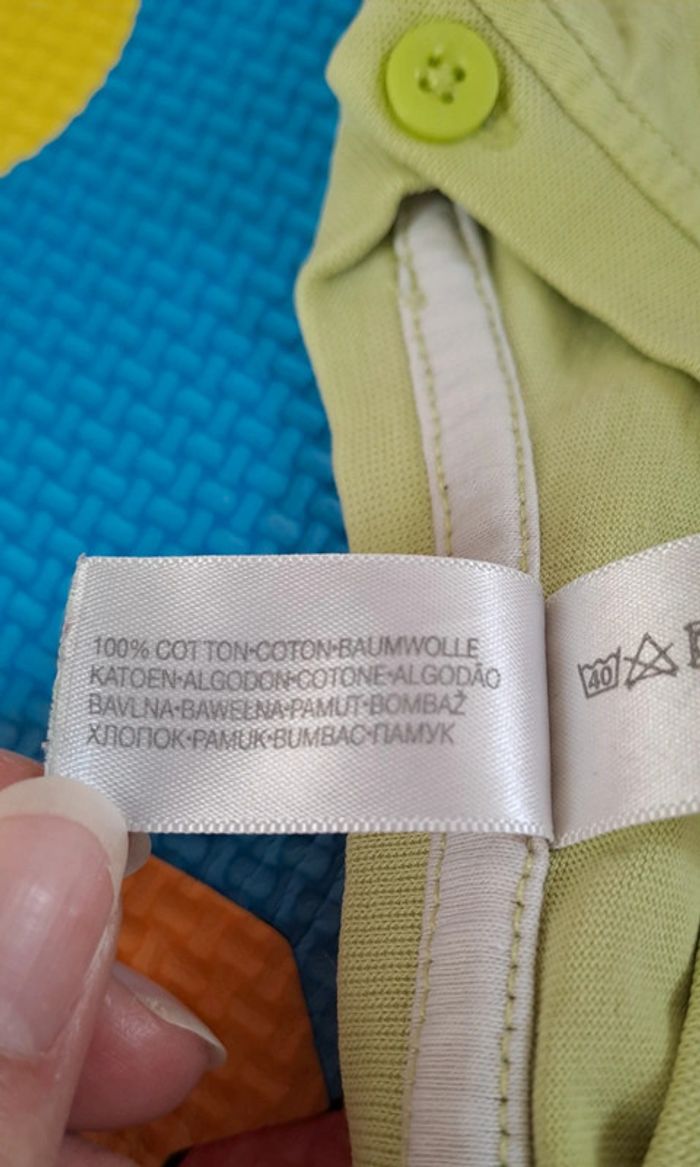 100% COTTON•COTON•BAUMWOLLE
KATOEN•ALGODON•COTONE•ALGODÃO
BAVLNA•BAWEŁNA•PAMUT•BOMBAŽ
ХЛОПОК•PAMUK•BUMBAC•ПАМУК
40